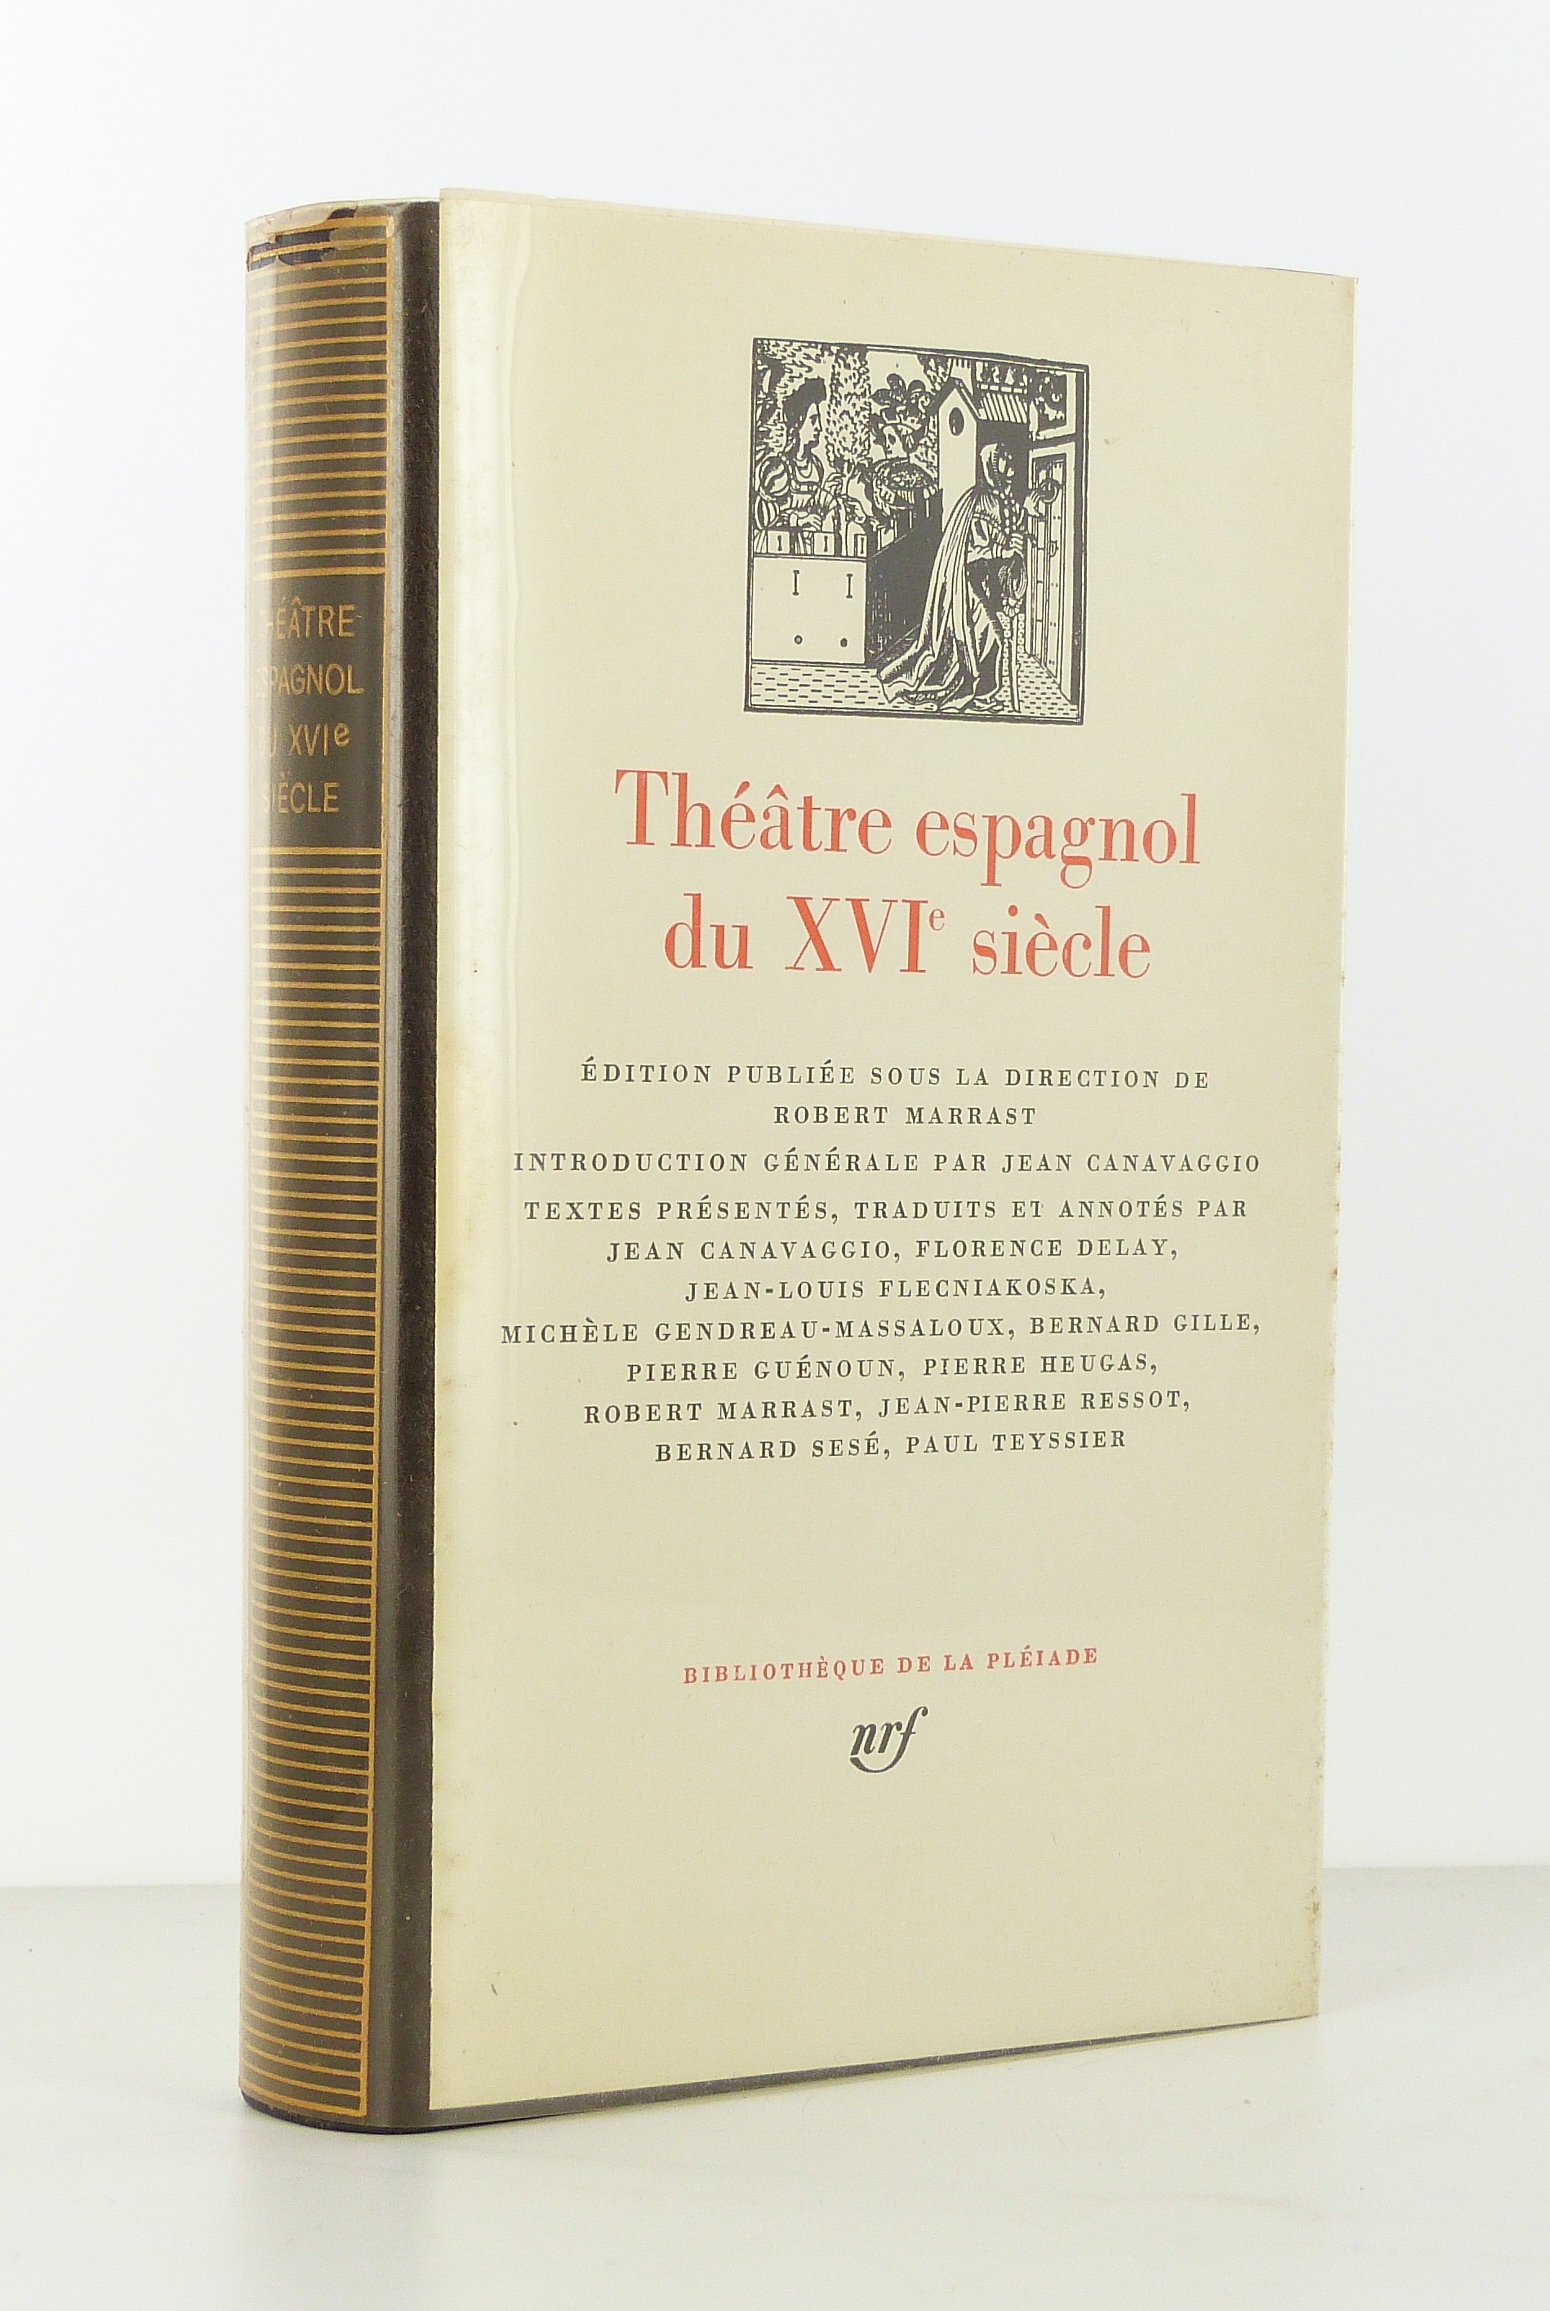 THÉÂTRE
ESPAGNOL
DU XVIe
SIÈCLE
Théâtre espagnol
du XVIe siècle
ÉDITION PUBLIÉE SOUS LA DIRECTION DE
ROBERT MARRAST
INTRODUCTION GÉNÉRALE PAR JEAN CANAVAGGIO
TEXTES PRÉSENTÉS, TRADUITS ET ANNOTÉS PAR
JEAN CANAVAGGIO, FLORENCE DELAY,
JEAN-LOUIS FLECNIAKOSKA,
MICHÈLE GENDREAU-MASSALOUX, BERNARD GILLE,
PIERRE GUÉNOUN, PIERRE HEUGAS,
ROBERT MARRAST, JEAN-PIERRE RESSOT,
BERNARD SESÉ, PAUL TEYSSIER
BIBLIOTHÈQUE DE LA PLÉIADE
nrf